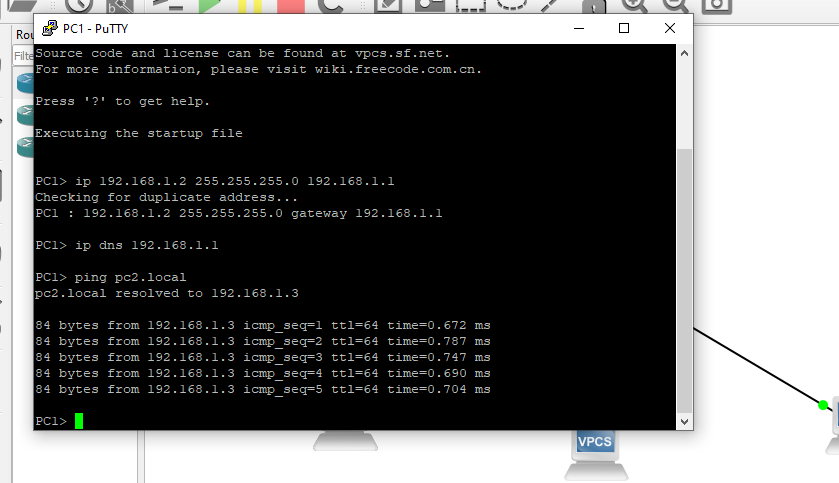 PC1 - PuTTY
Rou
Filte
Source code and license can be found at vpcs.sf.net.
For more information, please visit wiki.freecode.com.cn.
Press '?' to get help.
Executing the startup file
PC1> ip 192.168.1.2 255.255.255.0 192.168.1.1
Checking for duplicate address...
PC1 : 192.168.1.2 255.255.255.0 gateway 192.168.1.1
PC1> ip dns 192.168.1.1
PC1> ping pc2.local
pc2.local resolved to 192.168.1.3
84 bytes from 192.168.1.3 icmp_seq=1 ttl=64 time=0.672 ms
84 bytes from 192.168.1.3 icmp_seq=2 ttl=64 time=0.787 ms
84 bytes from 192.168.1.3 icmp_seq=3 ttl=64 time=0.747 ms
84 bytes from 192.168.1.3 icmp_seq=4 ttl=64 time=0.690 ms
84 bytes from 192.168.1.3 icmp_seq=5 ttl=64 time=0.704 ms
PC1>
VPCS